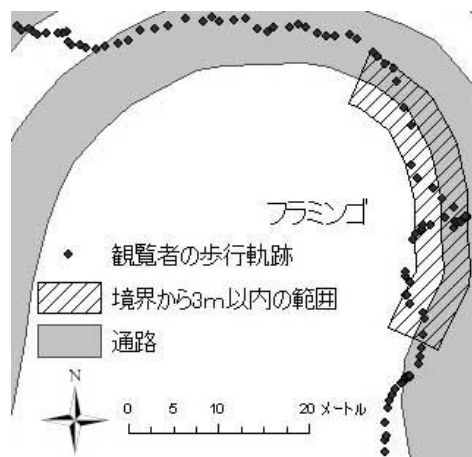 フラミンゴ
観覧者の歩行軌跡
境界から3m以内の範囲
通路
N
0 5 10 20 メートル